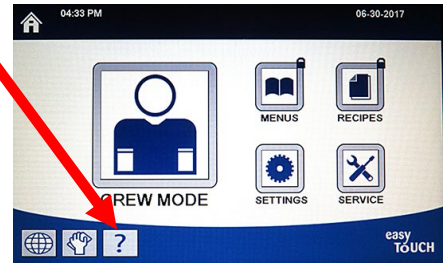 04:33 PM
06-30-2017
MENUS
RECIPES
CREW MODE
SETTINGS
SERVICE
?
easy
TOUCH